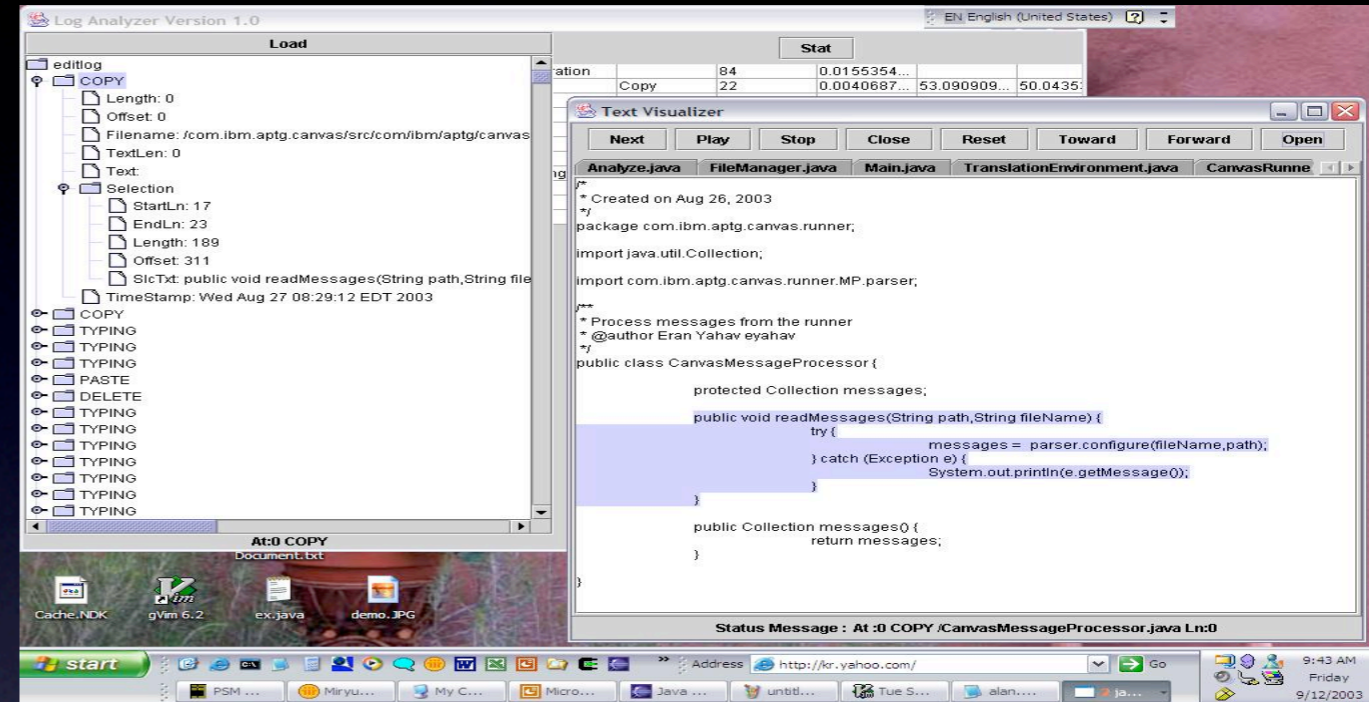 Log Analyzer Version 1.0
EN English (United States)
Load
Stat
editlog
COPY
Length: 0
Offset: 0
Filename: /com.ibm.aptg.canvas/src/com/ibm/aptg/canvas
TextLen: 0
Text:
Selection
StartLn: 17
EndLn: 23
Length: 189
Offset: 311
SlcTxt: public void readMessages(String path,String file
TimeStamp: Wed Aug 27 08:29:12 EDT 2003
COPY
TYPING
TYPING
TYPING
PASTE
DELETE
TYPING
TYPING
TYPING
TYPING
TYPING
TYPING
TYPING
At:0 COPY
ation 84 0.0155354...
Copy 22 0.0040687... 53.090909... 50.0435
ng
Text Visualizer
Next Play Stop Close Reset Toward Forward Open
Analyze.java FileManager.java Main.java TranslationEnvironment.java CanvasRunne
/*
* Created on Aug 26, 2003
*/
package com.ibm.aptg.canvas.runner;
import java.util.Collection;
import com.ibm.aptg.canvas.runner.MP.parser;
/**
* Process messages from the runner
* @author Eran Yahav eyahav
*/
public class CanvasMessageProcessor {
protected Collection messages;
public void readMessages(String path,String fileName) {
try {
messages = parser.configure(fileName,path);
} catch (Exception e) {
System.out.println(e.getMessage());
}
}
public Collection messages() {
return messages;
}
}
Status Message : At :0 COPY /CanvasMessageProcessor.java Ln:0
Document.txt
Cache.NDK gVim 6.2 ex.java demo.JPG
start
Address http://kr.yahoo.com/ Go
PSM ... Miryu... My C... Micro... Java ... untitl... Tue S... alan.... ja...
9:43 AM
Friday
9/12/2003